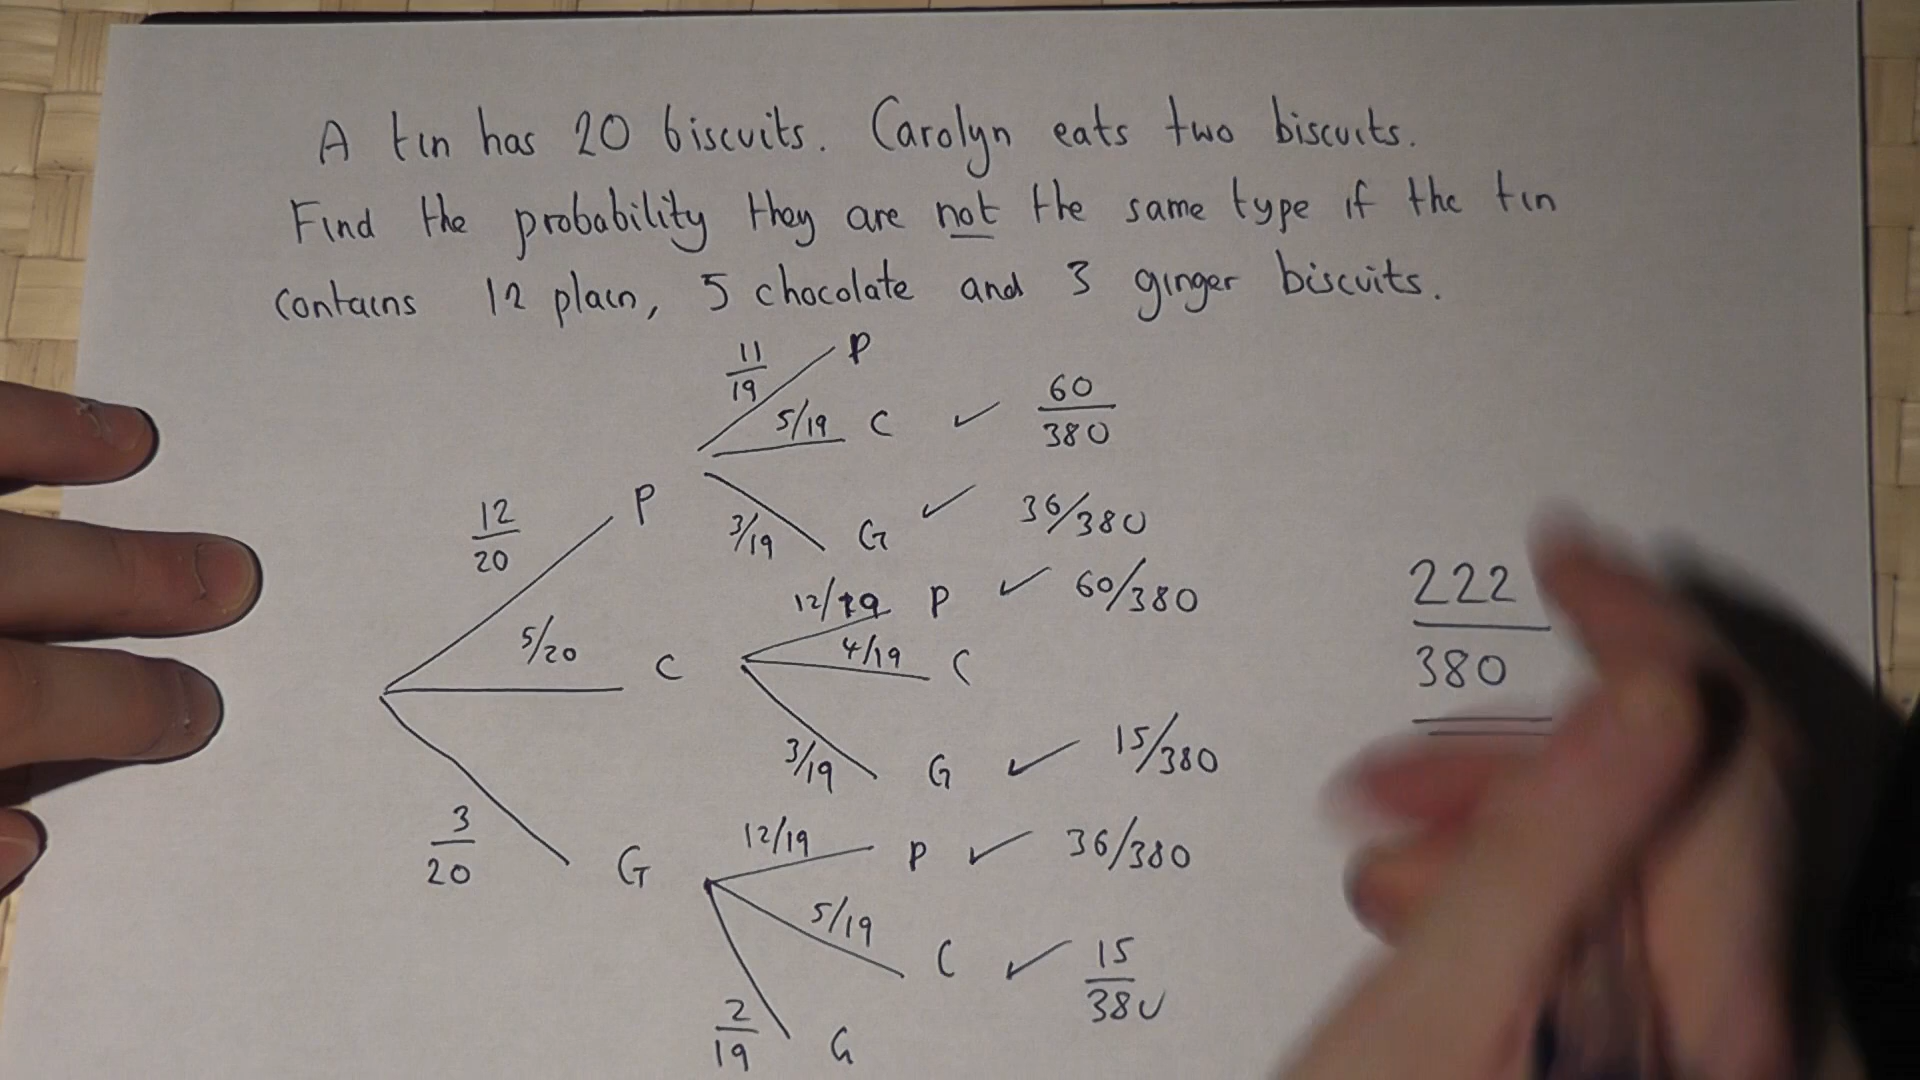 A tin has 20 biscuits. Carolyn eats two biscuits.
Find the probability they are not the same type if the tin
contains 12 plain, 5 chocolate and 3 ginger biscuits.
11/19 P
5/19 C ✓ 60/380
12/20 P
3/19 G ✓ 36/380
12/19 P ✓ 60/380
5/20 C
4/19 C
3/19 G ✓ 15/380
222/380
3/20 G
12/19 P ✓ 36/380
5/19 C ✓ 15/380
2/19 G